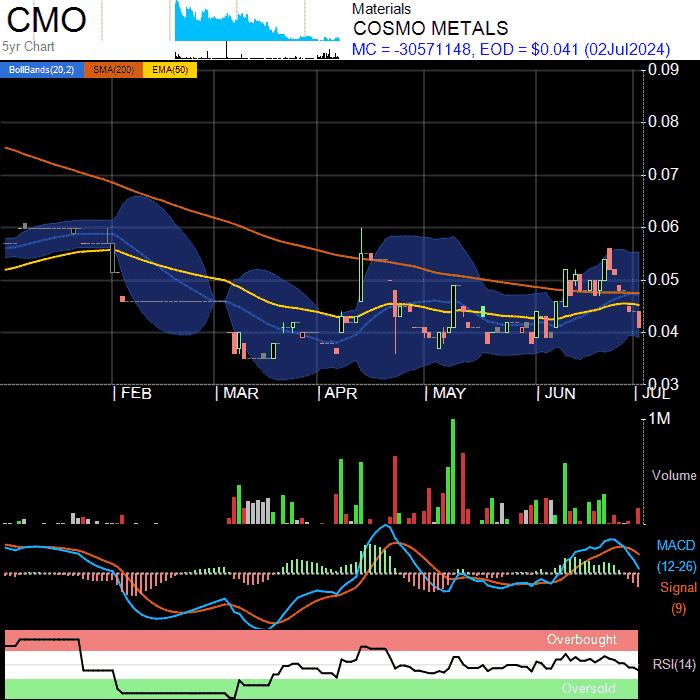 CMO
5yr Chart
Materials
COSMO METALS
MC = -30571148, EOD = $0.041 (02Jul2024)
BollBands(20,2) SMA(200) EMA(50)
0.09
0.08
0.07
0.06
0.05
0.04
0.03
FEB MAR APR MAY JUN JUL
1M
Volume
MACD
(12-26)
Signal
(9)
Overbought
RSI(14)
Oversold